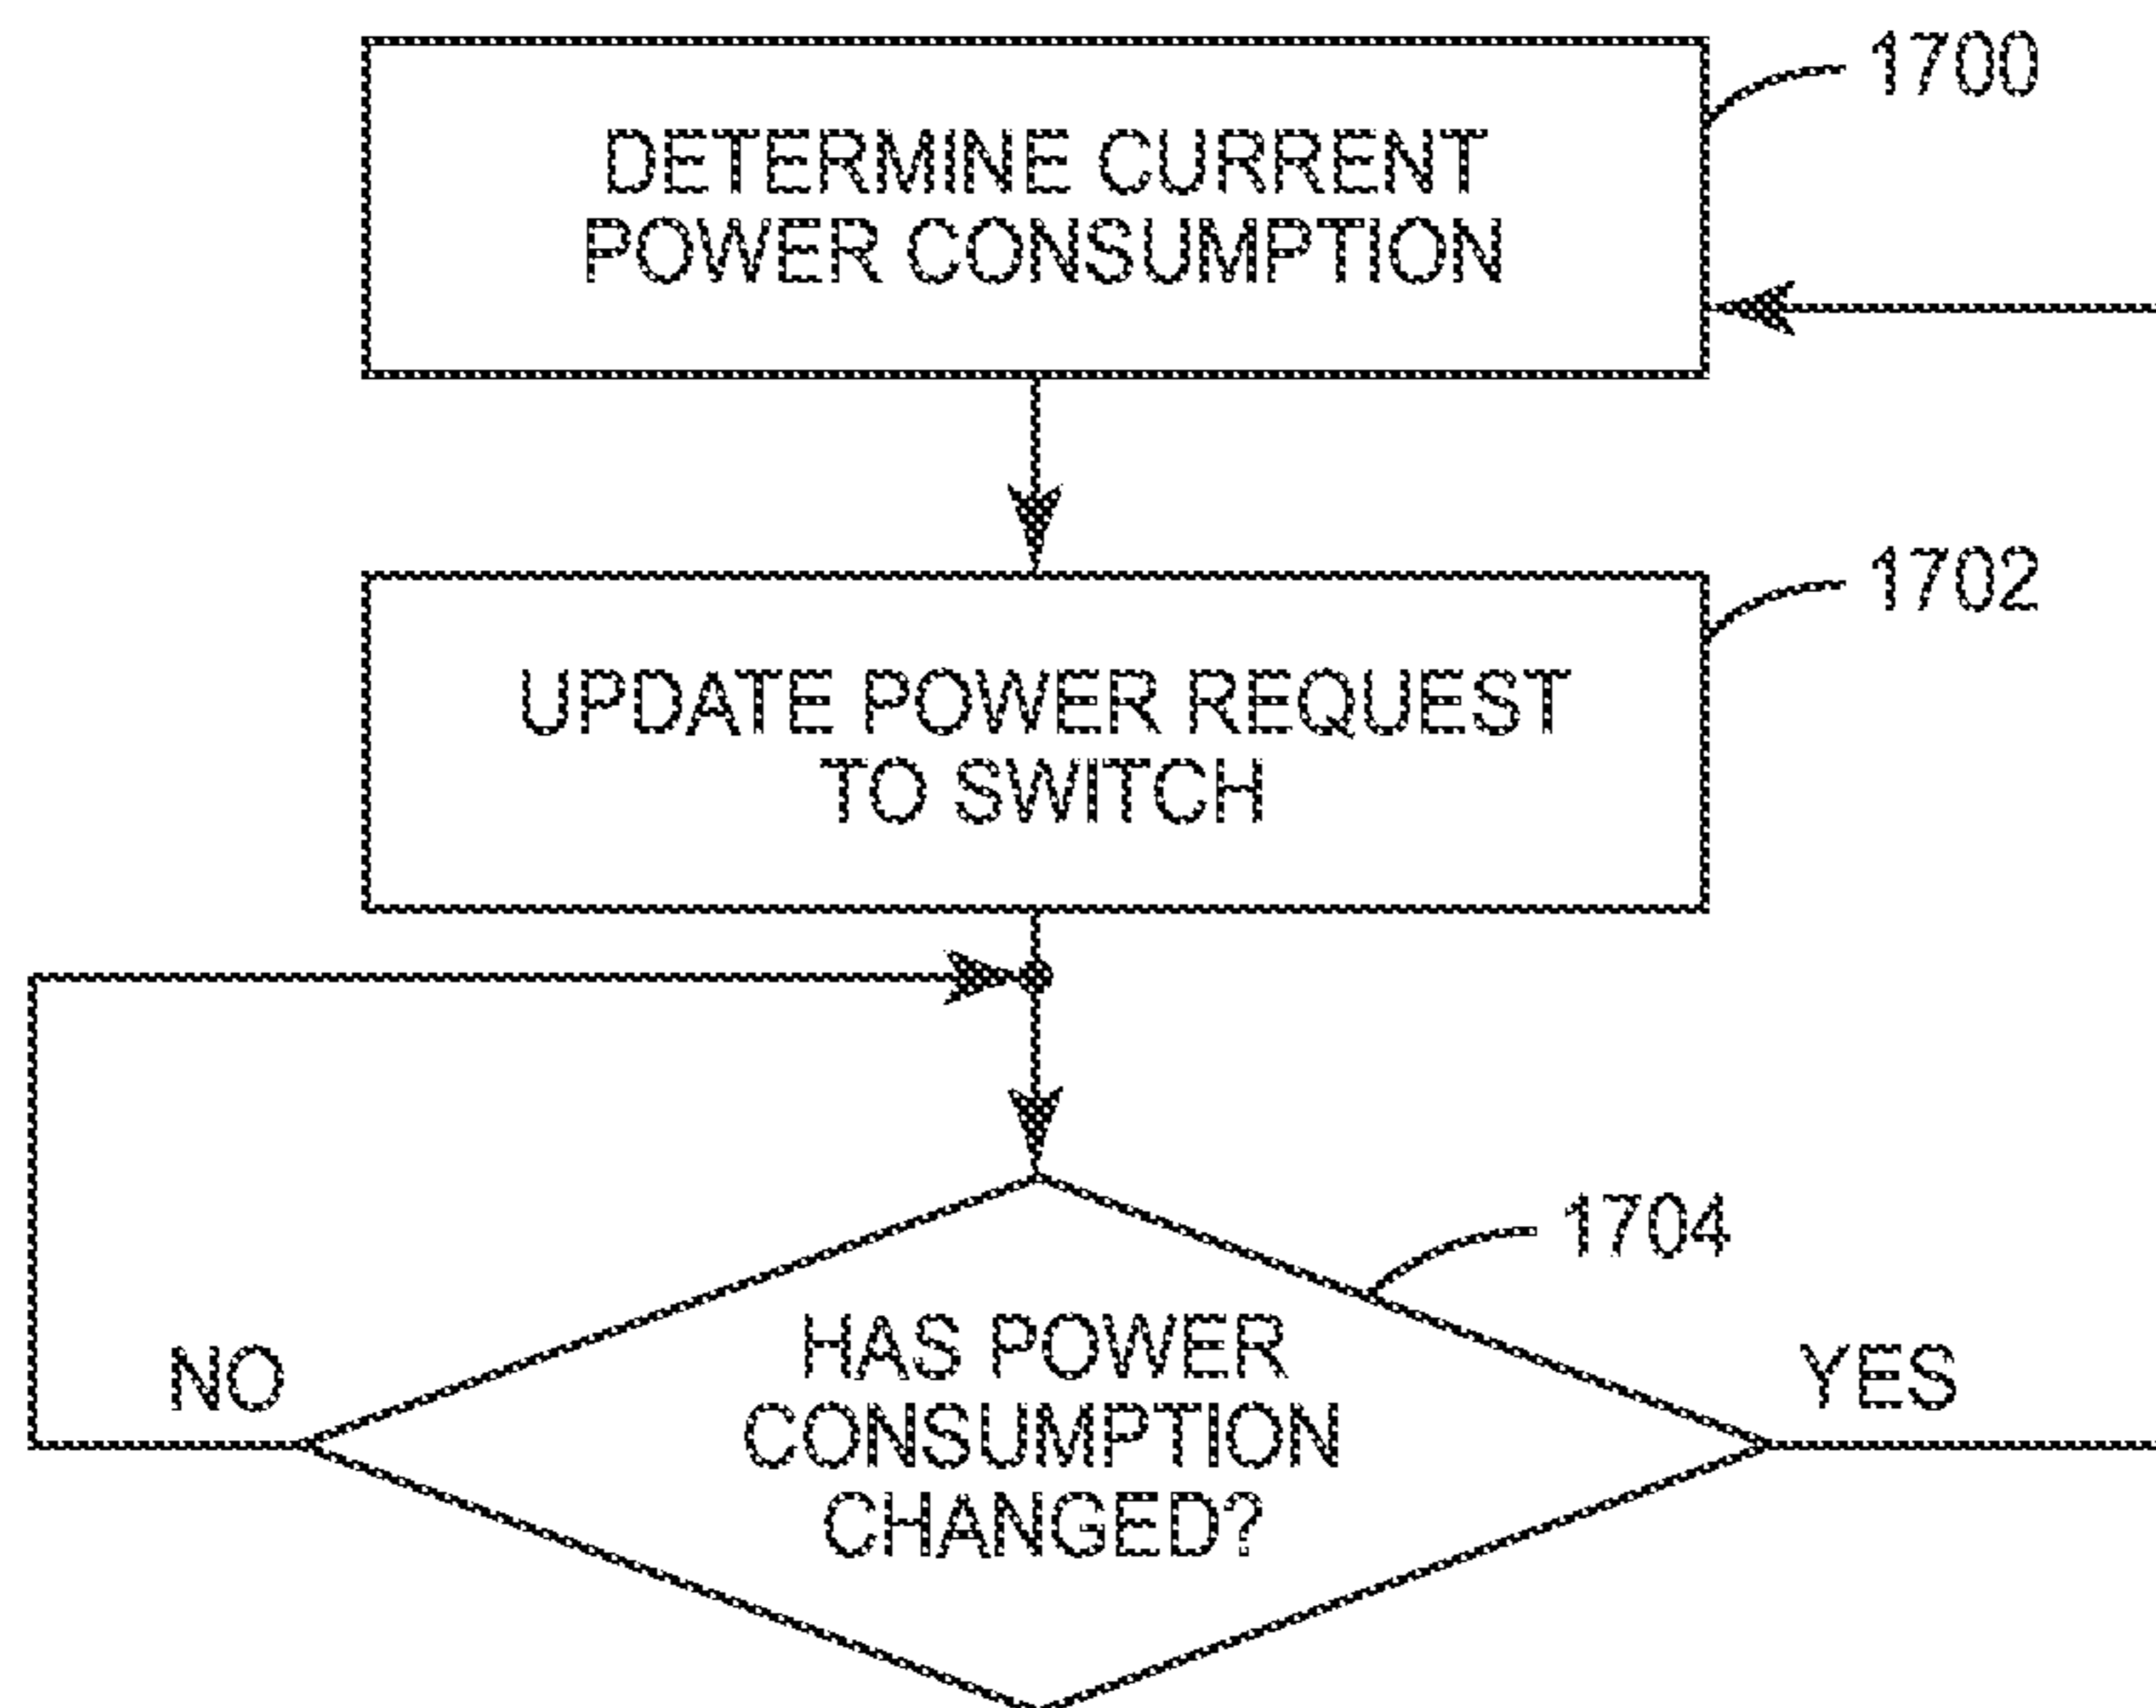 1700
DETERMINE CURRENT
POWER CONSUMPTION
1702
UPDATE POWER REQUEST
TO SWITCH
1704
HAS POWER
CONSUMPTION
CHANGED?
NO
YES